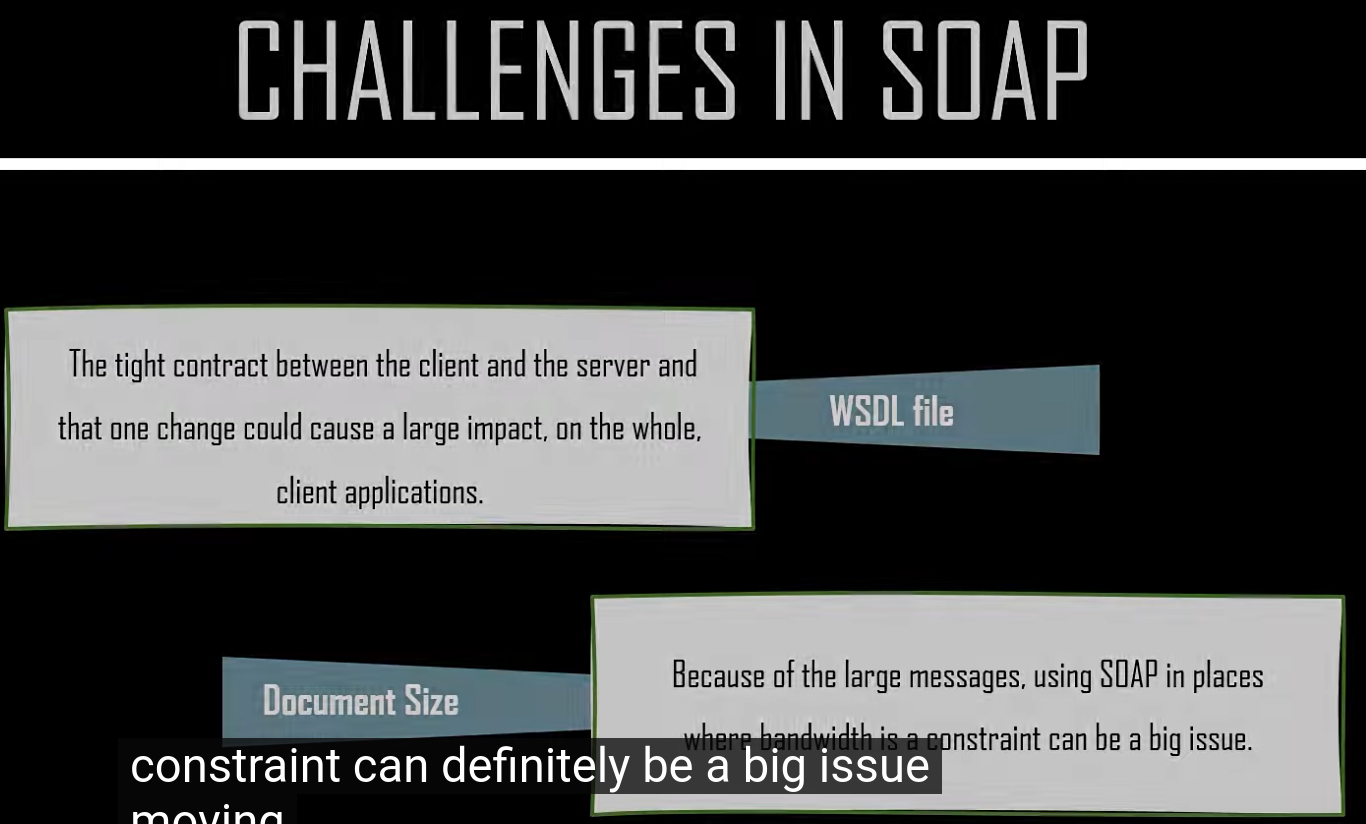 CHALLENGES IN SOAP
The tight contract between the client and the server and
that one change could cause a large impact, on the whole,
client applications.
WSDL file
Document Size
Because of the large messages, using SOAP in places
where bandwidth is a constraint can be a big issue.
constraint can definitely be a big issue
moving